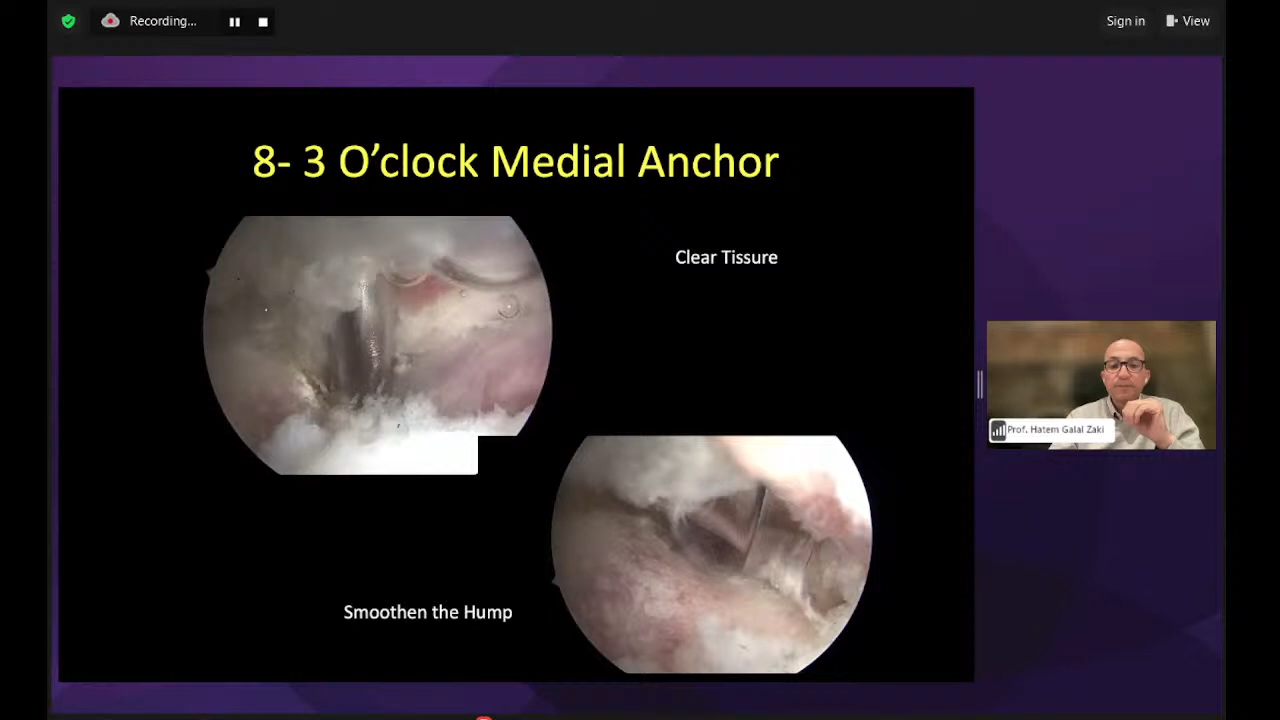 Recording...
Sign in
View
8- 3 O’clock Medial Anchor
Clear Tissure
Prof. Hatem Galal Zaki
Smoothen the Hump